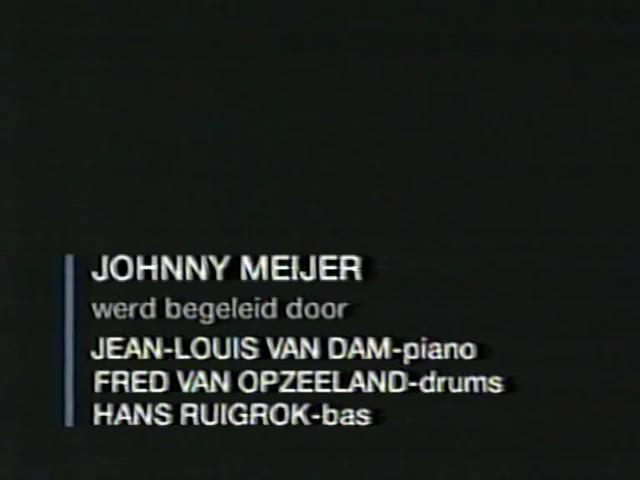 JOHNNY MEIJER
werd begeleid door
JEAN-LOUIS VAN DAM-piano
FRED VAN OPZEELAND-drums
HANS RUIGROK-bas